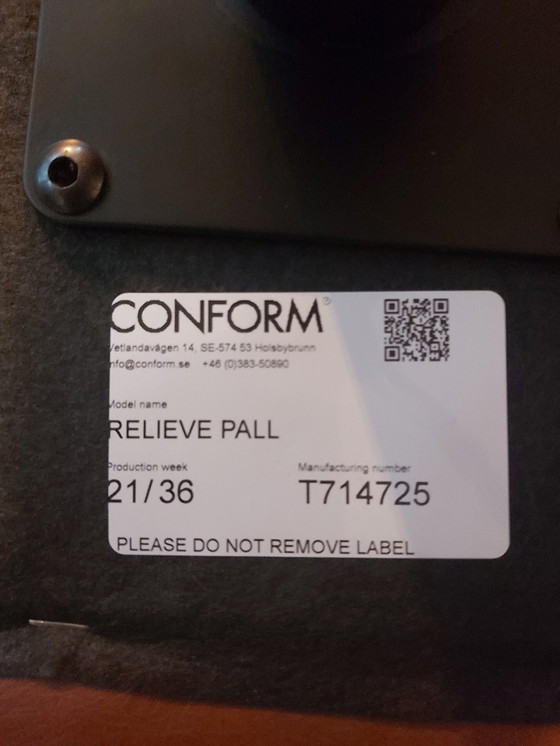 CONFORM®
Vetlandavägen 14, SE-574 53 Holsbybrunn
info@conform.se +46 (0)383-50890
Model name
RELIEVE PALL
Production week Manufacturing number
21/36 T714725
PLEASE DO NOT REMOVE LABEL